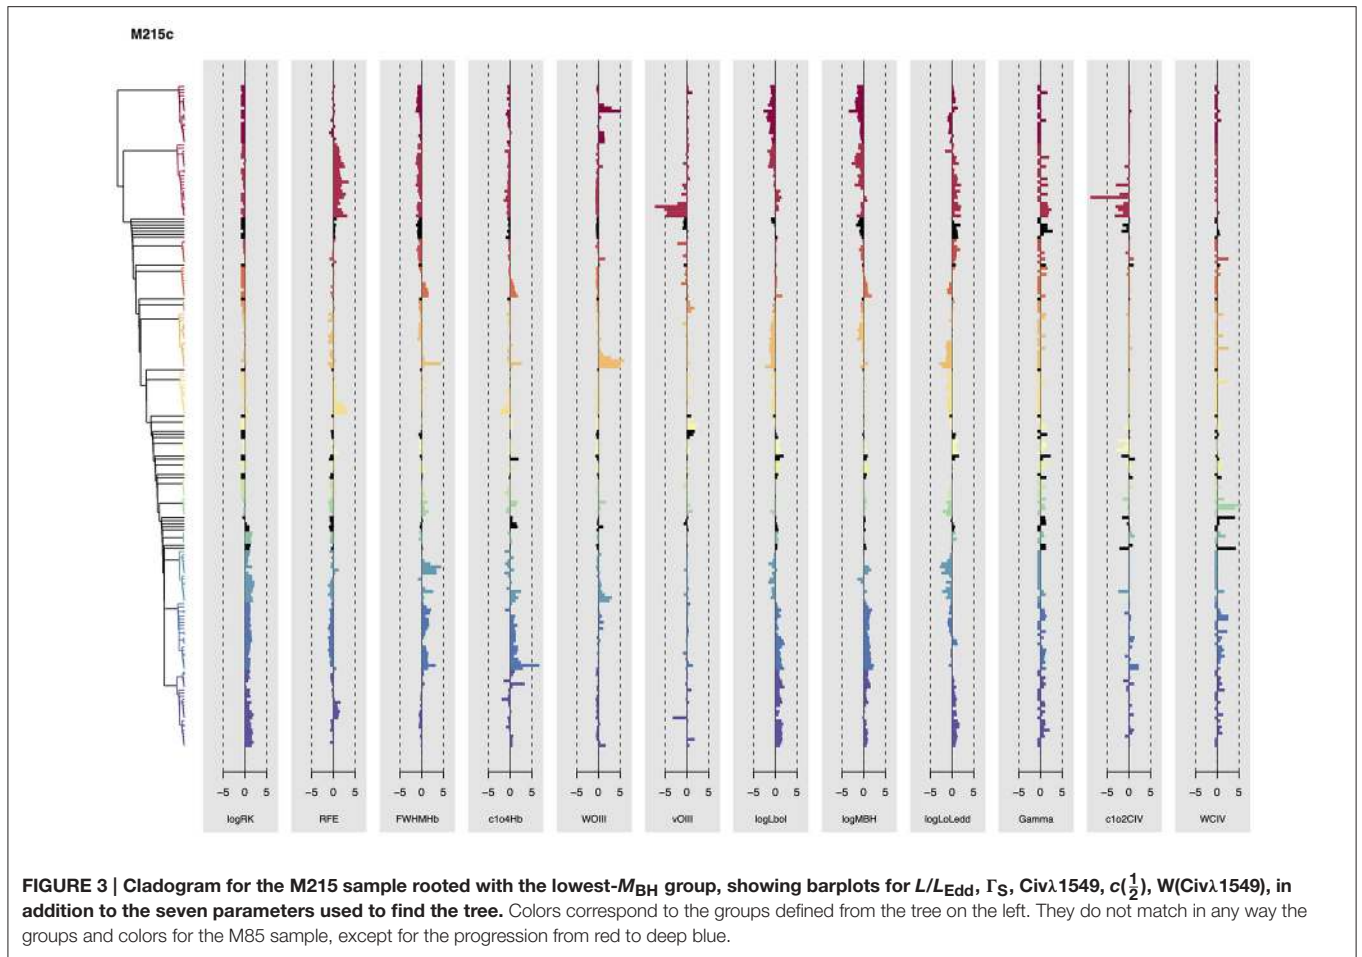 M215c
−5 0 5 −5 0 5 −5 0 5 −5 0 5 −5 0 5 −5 0 5 −5 0 5 −5 0 5 −5 0 5 −5 0 5 −5 0 5 −5 0 5
logRK RFE FWHMHb c1o4Hb WOIII vOIII logLbol logMBH logLoLedd Gamma c1o2CIV WCIV
FIGURE 3 | Cladogram for the M215 sample rooted with the lowest-M_BH group, showing barplots for L/L_Edd, Γ_S, Civλ1549, c(1/2), W(Civλ1549), in
addition to the seven parameters used to find the tree. Colors correspond to the groups defined from the tree on the left. They do not match in any way the
groups and colors for the M85 sample, except for the progression from red to deep blue.